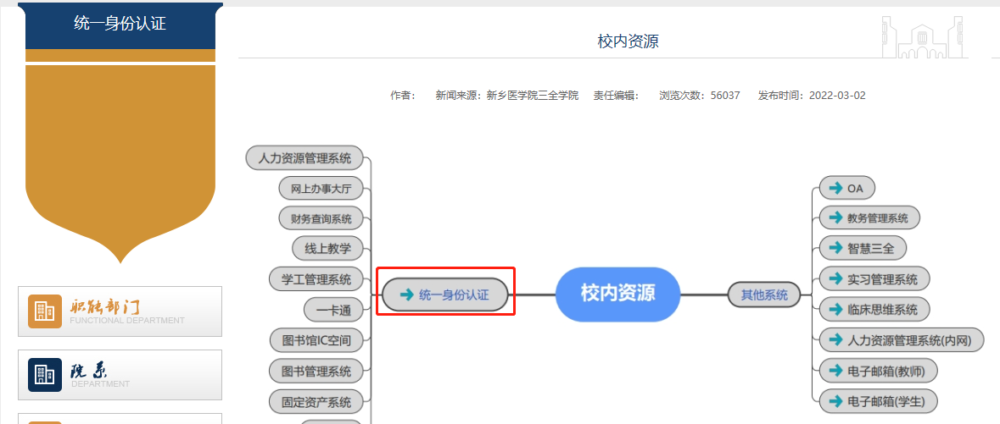 统一身份认证
校内资源
作者： 新闻来源：新乡医学院三全学院 责任编辑： 浏览次数：56037 发布时间：2022-03-02
人力资源管理系统
网上办事大厅
财务查询系统
线上教学
学工管理系统
一卡通
图书馆IC空间
图书管理系统
固定资产系统
统一身份认证
校内资源
其他系统
OA
教务管理系统
智慧三全
实习管理系统
临床思维系统
人力资源管理系统(内网)
电子邮箱(教师)
电子邮箱(学生)
职能部门
FUNCTIONAL DEPARTMENT
院系
DEPARTMENT